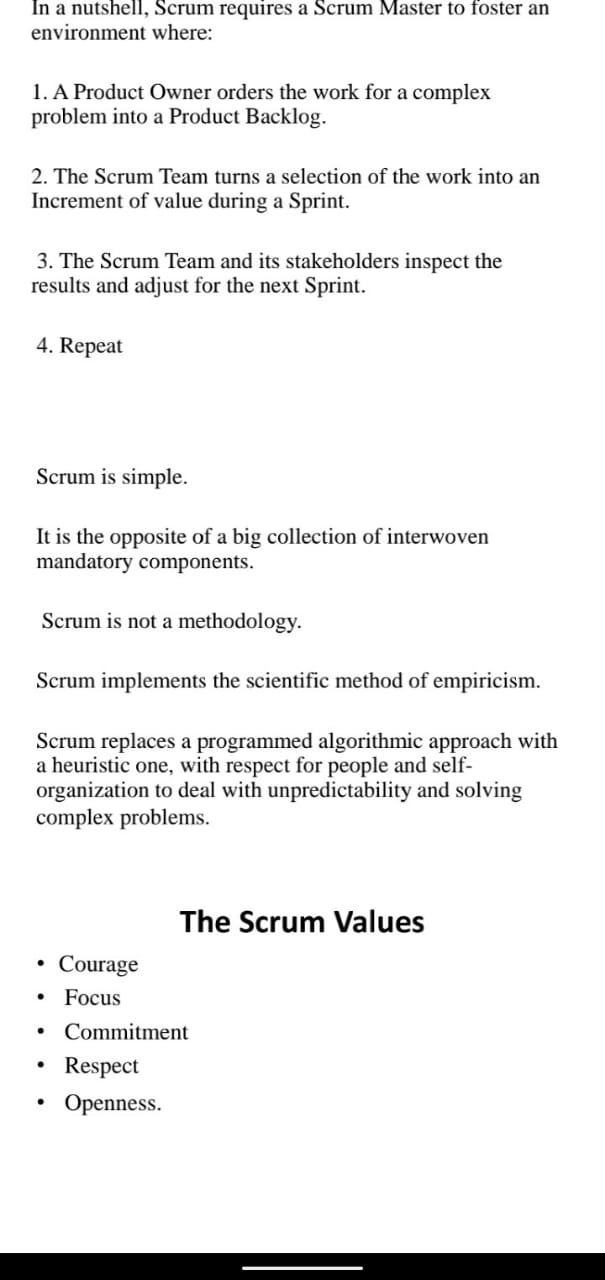 In a nutshell, Scrum requires a Scrum Master to foster an
environment where:
1. A Product Owner orders the work for a complex
problem into a Product Backlog.
2. The Scrum Team turns a selection of the work into an
Increment of value during a Sprint.
3. The Scrum Team and its stakeholders inspect the
results and adjust for the next Sprint.
4. Repeat
Scrum is simple.
It is the opposite of a big collection of interwoven
mandatory components.
Scrum is not a methodology.
Scrum implements the scientific method of empiricism.
Scrum replaces a programmed algorithmic approach with
a heuristic one, with respect for people and self-
organization to deal with unpredictability and solving
complex problems.
The Scrum Values
• Courage
• Focus
• Commitment
• Respect
• Openness.